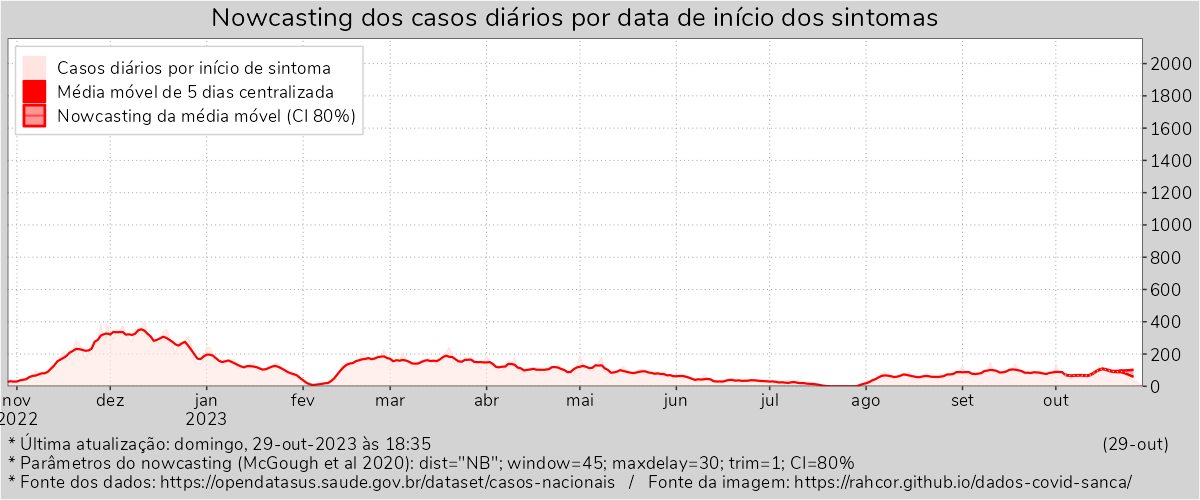 Nowcasting dos casos diários por data de início dos sintomas
Casos diários por início de sintoma
Média móvel de 5 dias centralizada
Nowcasting da média móvel (CI 80%)
2000
1800
1600
1400
1200
1000
800
600
400
200
0
nov dez jan fev mar abr mai jun jul ago set out
2022 2023
* Última atualização: domingo, 29-out-2023 às 18:35 (29-out)
* Parâmetros do nowcasting (McGough et al 2020): dist="NB"; window=45; maxdelay=30; trim=1; CI=80%
* Fonte dos dados: https://opendatasus.saude.gov.br/dataset/casos-nacionais / Fonte da imagem: https://rahcor.github.io/dados-covid-sanca/